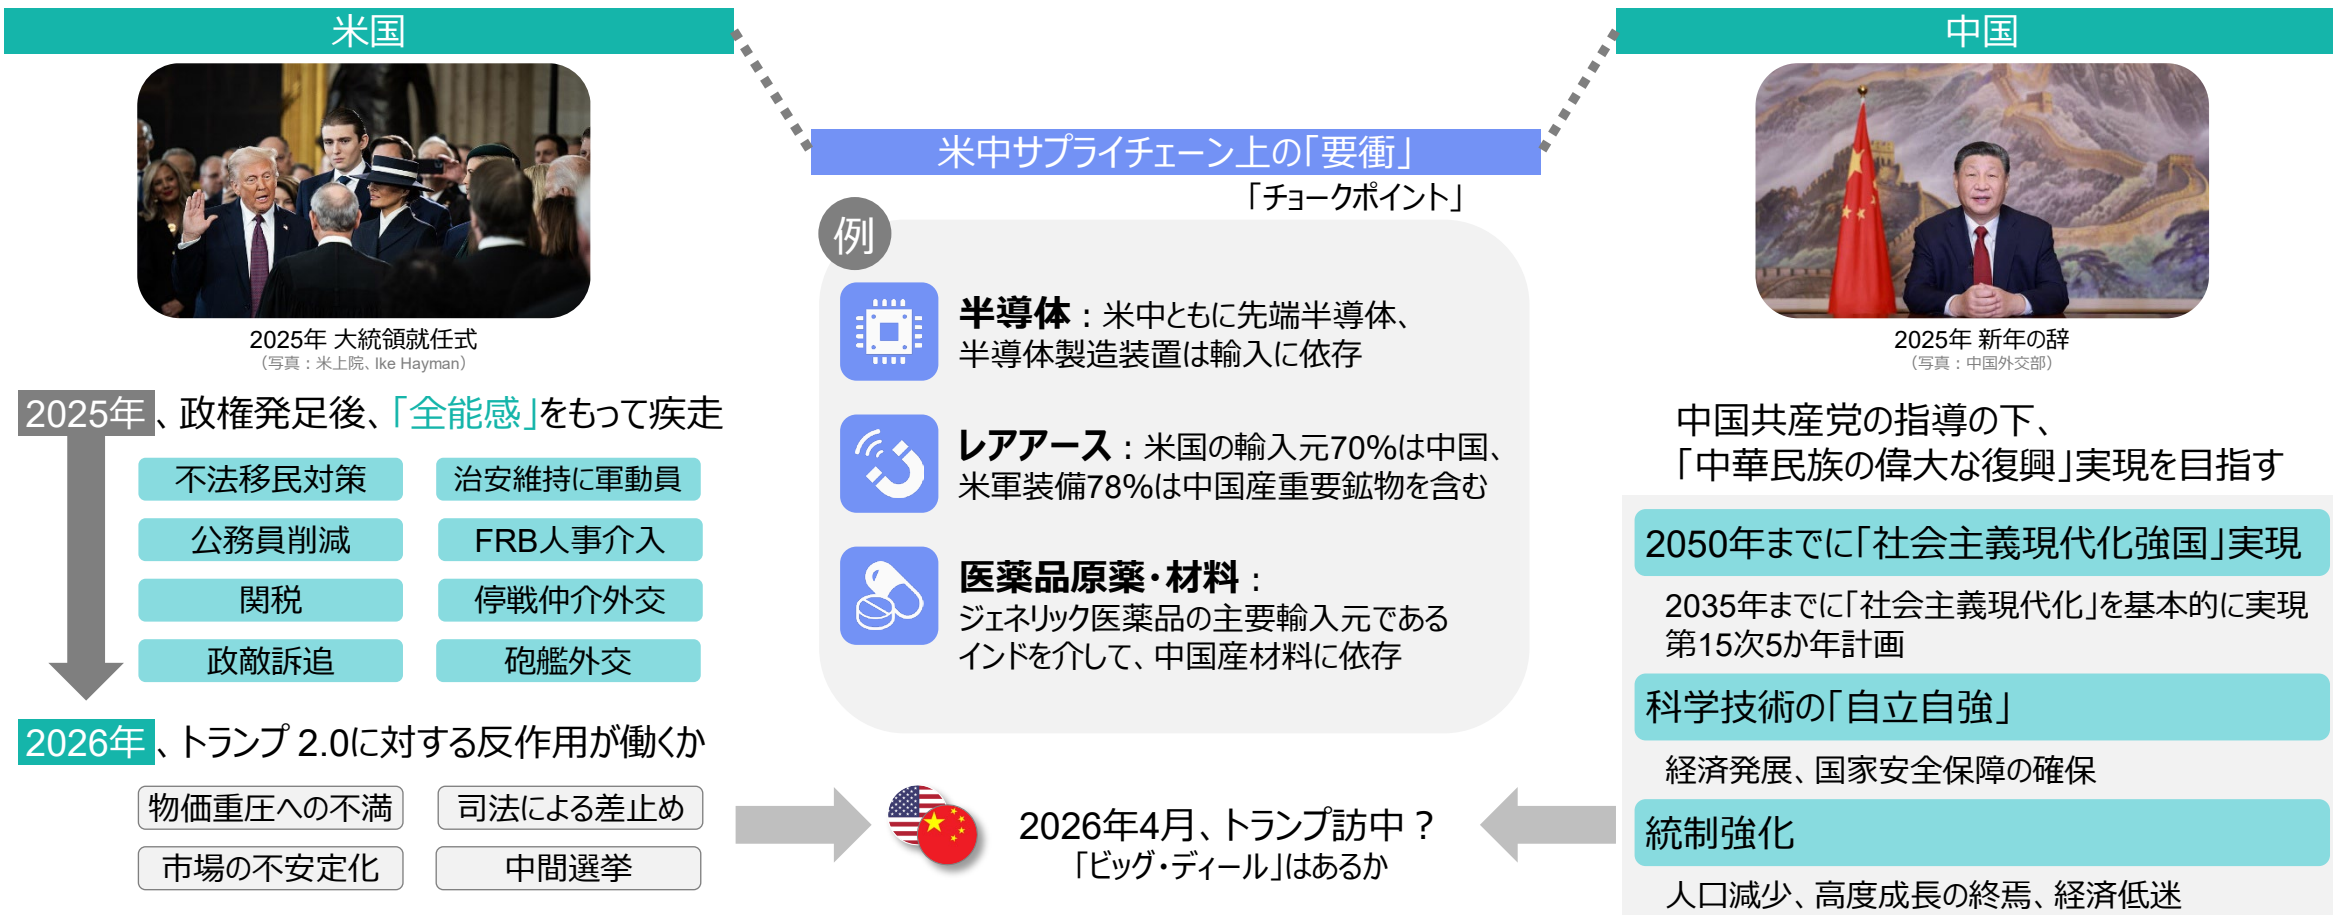 米国
2025年 大統領就任式
（写真：米上院、Ike Hayman）
2025年、政権発足後、「全能感」をもって疾走
不法移民対策
治安維持に軍動員
公務員削減
FRB人事介入
関税
停戦仲介外交
政敵訴追
砲艦外交
2026年、トランプ 2.0に対する反作用が働くか
物価重圧への不満
司法による差止め
市場の不安定化
中間選挙
米中サプライチェーン上の「要衝」
「チョークポイント」
例
半導体：米中ともに先端半導体、
半導体製造装置は輸入に依存
レアアース：米国の輸入元70%は中国、
米軍装備78%は中国産重要鉱物を含む
医薬品原薬・材料：
ジェネリック医薬品の主要輸入元である
インドを介して、中国産材料に依存
2026年4月、トランプ訪中？
「ビッグ・ディール」はあるか
中国
2025年 新年の辞
（写真：中国外交部）
中国共産党の指導の下、
「中華民族の偉大な復興」実現を目指す
2050年までに「社会主義現代化強国」実現
2035年までに「社会主義現代化」を基本的に実現
第15次5か年計画
科学技術の「自立自強」
経済発展、国家安全保障の確保
統制強化
人口減少、高度成長の終焉、経済低迷